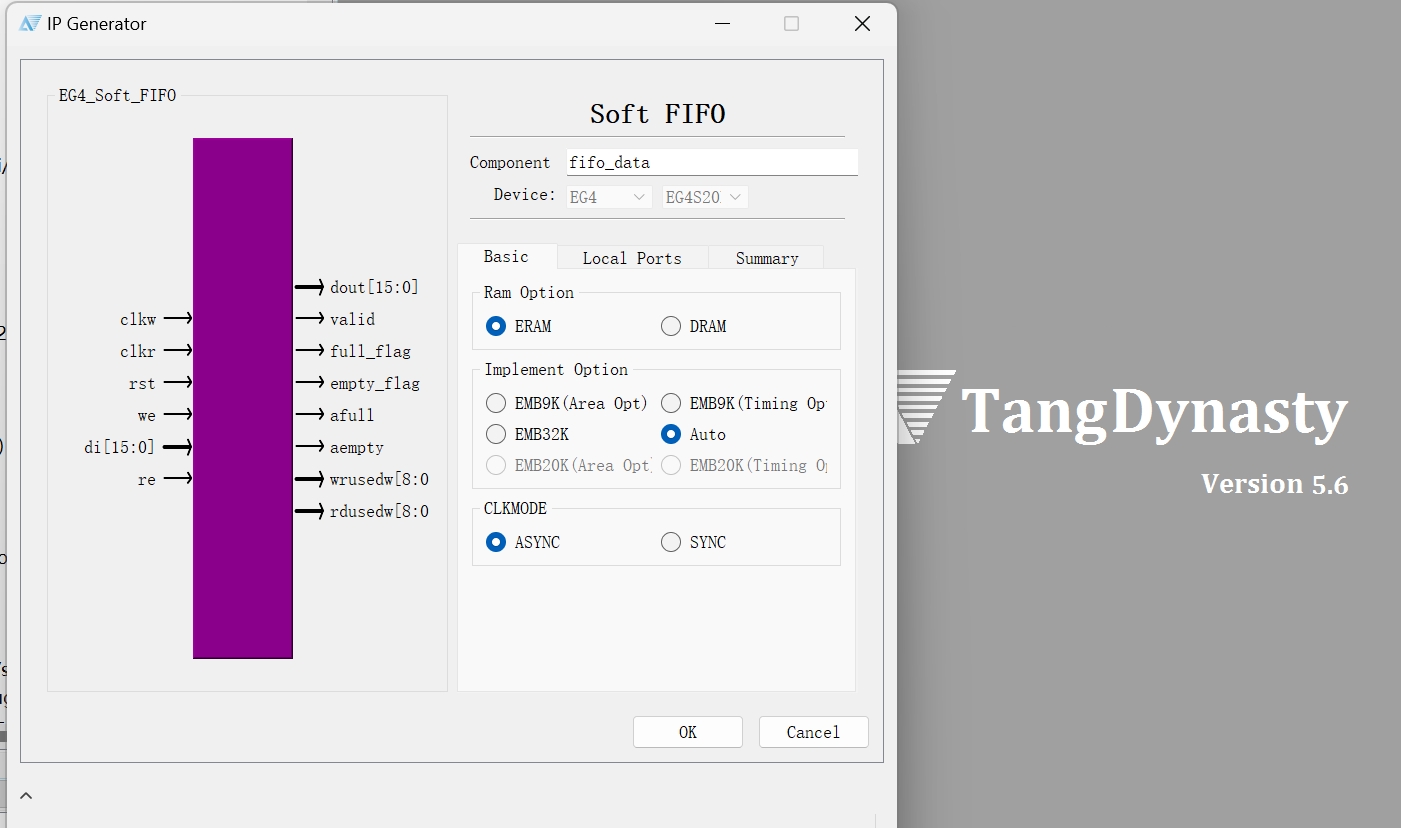 IP Generator
EG4_Soft_FIFO
clkw
clkr
rst
we
di[15:0]
re
dout[15:0]
valid
full_flag
empty_flag
afull
aempty
wrusedw[8:0
rdusedw[8:0
Soft FIFO
Component fifo_data
Device: EG4 EG4S20
Basic Local Ports Summary
Ram Option
ERAM DRAM
Implement Option
EMB9K(Area Opt) EMB9K(Timing Op
EMB32K Auto
EMB20K(Area Opt EMB20K(Timing O
CLKMODE
ASYNC SYNC
OK Cancel
TangDynasty
Version 5.6